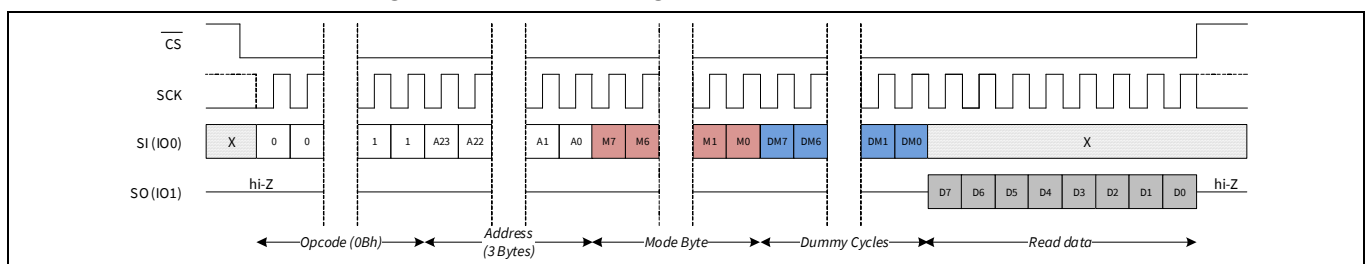 CS
SCK
SI (IO0) X 0 0 1 1 A23 A22 A1 A0 M7 M6 M1 M0 DM7 DM6 DM1 DM0 X
SO (IO1) hi-Z D7 D6 D5 D4 D3 D2 D1 D0 hi-Z
Opcode (0Bh) Address (3 Bytes) Mode Byte Dummy Cycles Read data